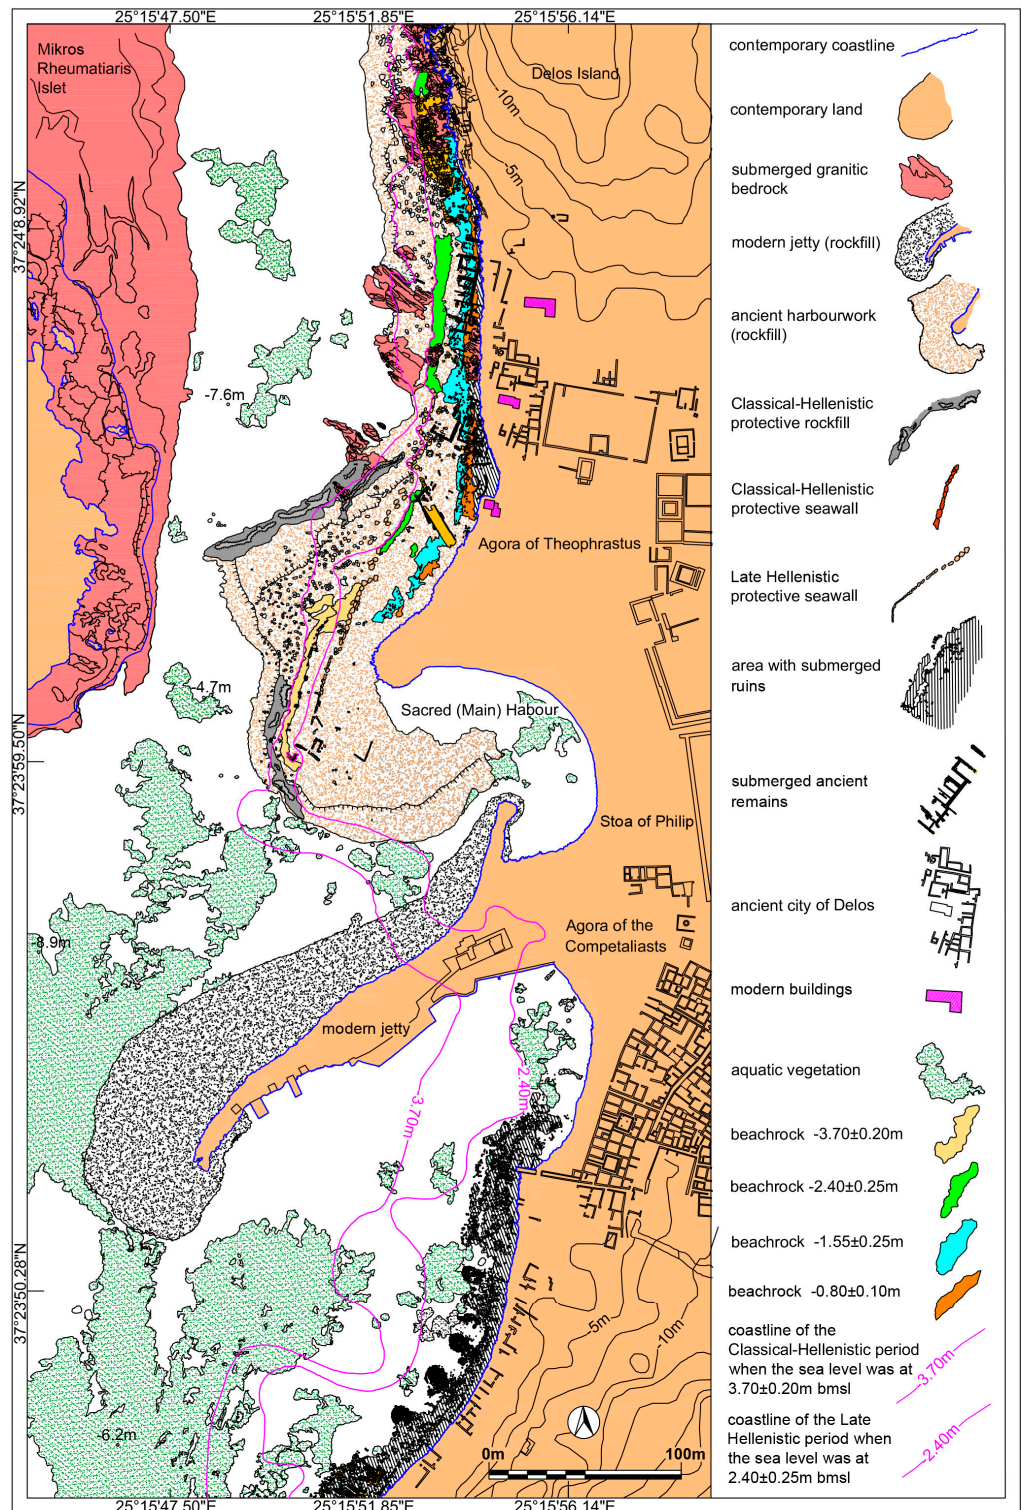 25°15'47.50"E
25°15'51.85"E
25°15'56.14"E
Mikros
Rheumatiaris
Islet
Delos Island
-10m
-5m
37°24'8.92"N
-7.6m
Agora of Theophrastus
-4.7m
Sacred (Main) Habour
37°23'59.50"N
Stoa of Philip
Agora of the
Competaliasts
-8.9m
modern jetty
-2.40m
-3.70m
37°23'50.28"N
-5m
-10m
-6.2m
0m
100m
25°15'47.50"E
25°15'51.85"E
25°15'56.14"E
contemporary coastline
contemporary land
submerged granitic
bedrock
modern jetty (rockfill)
ancient harbourwork
(rockfill)
Classical-Hellenistic
protective rockfill
Classical-Hellenistic
protective seawall
Late Hellenistic
protective seawall
area with submerged
ruins
submerged ancient
remains
ancient city of Delos
modern buildings
aquatic vegetation
beachrock -3.70±0.20m
beachrock -2.40±0.25m
beachrock -1.55±0.25m
beachrock -0.80±0.10m
coastline of the
Classical-Hellenistic period
when the sea level was at
3.70±0.20m bmsl
-3.70m
coastline of the Late
Hellenistic period when
the sea level was at
2.40±0.25m bmsl
-2.40m